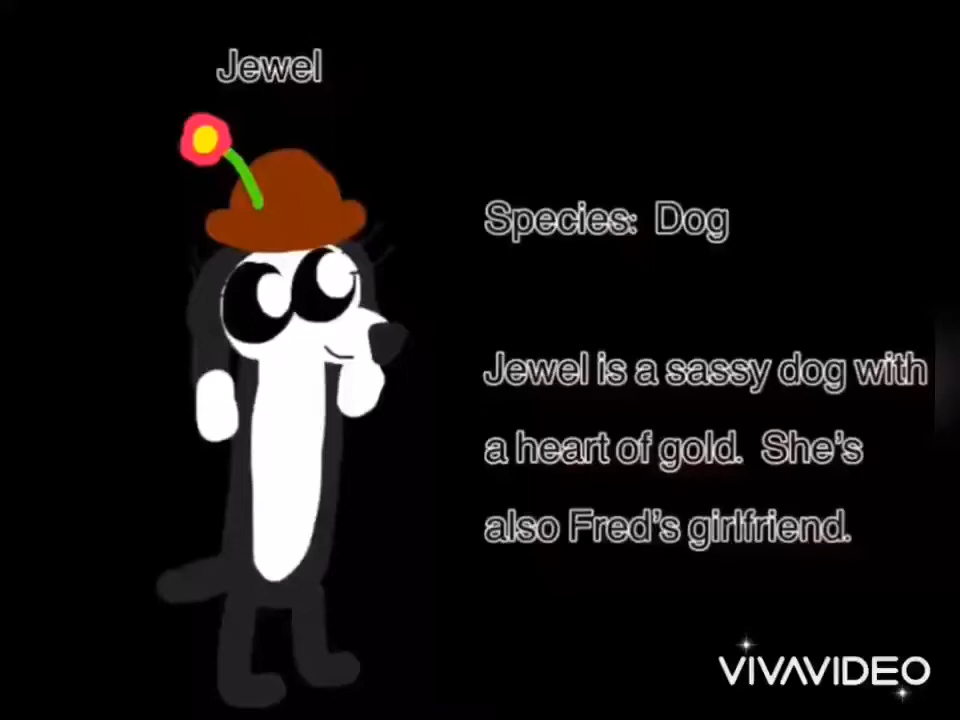 Jewel
Species:  Dog
Jewel is a sassy dog with
a heart of gold.  She's
also Fred's girlfriend.
VIVAVIDEO